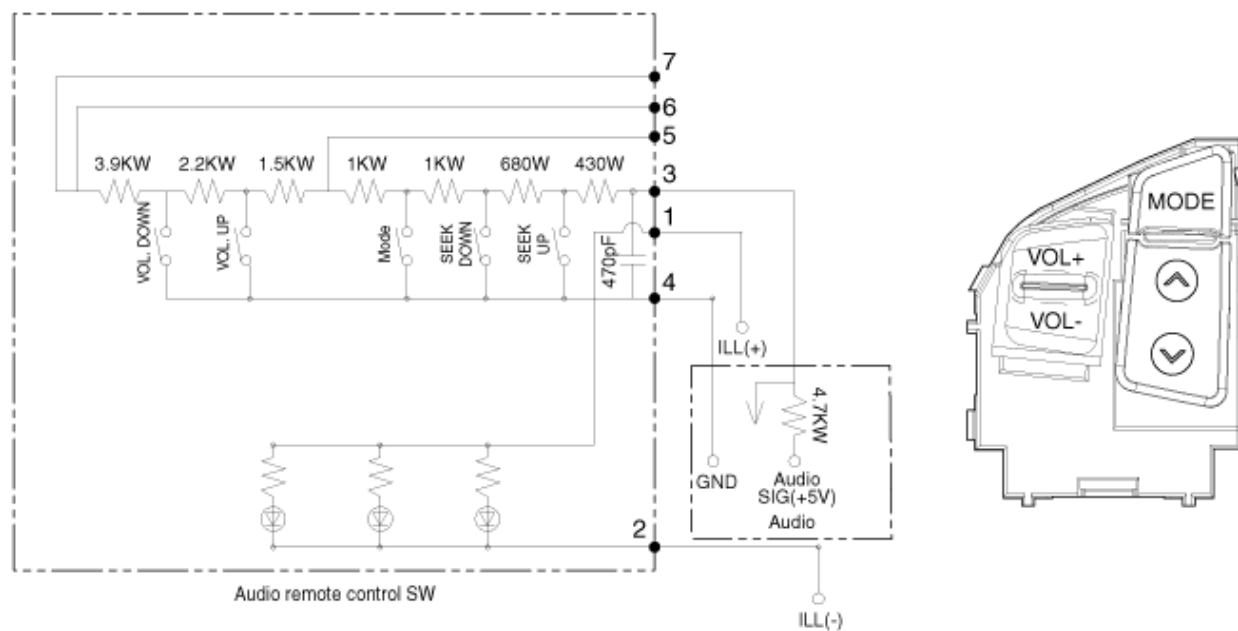 7
6
5
3.9KW 2.2KW 1.5KW 1KW 1KW 680W 430W 3
1
VOL. DOWN
VOL. UP
Mode
SEEK
DOWN
SEEK
UP
470pF
4
ILL(+)
4.7KW
GND
Audio
SIG(+5V)
Audio
2
Audio remote control SW
ILL(-)
MODE
VOL+
VOL-